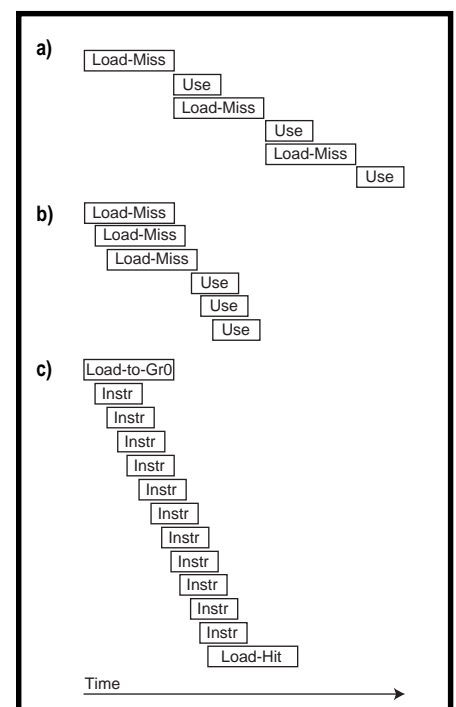 a)
Load-Miss
Use
Load-Miss
Use
Load-Miss
Use
b)
Load-Miss
Load-Miss
Load-Miss
Use
Use
Use
c)
Load-to-Gr0
Instr
Instr
Instr
Instr
Instr
Instr
Instr
Instr
Instr
Instr
Instr
Load-Hit
Time